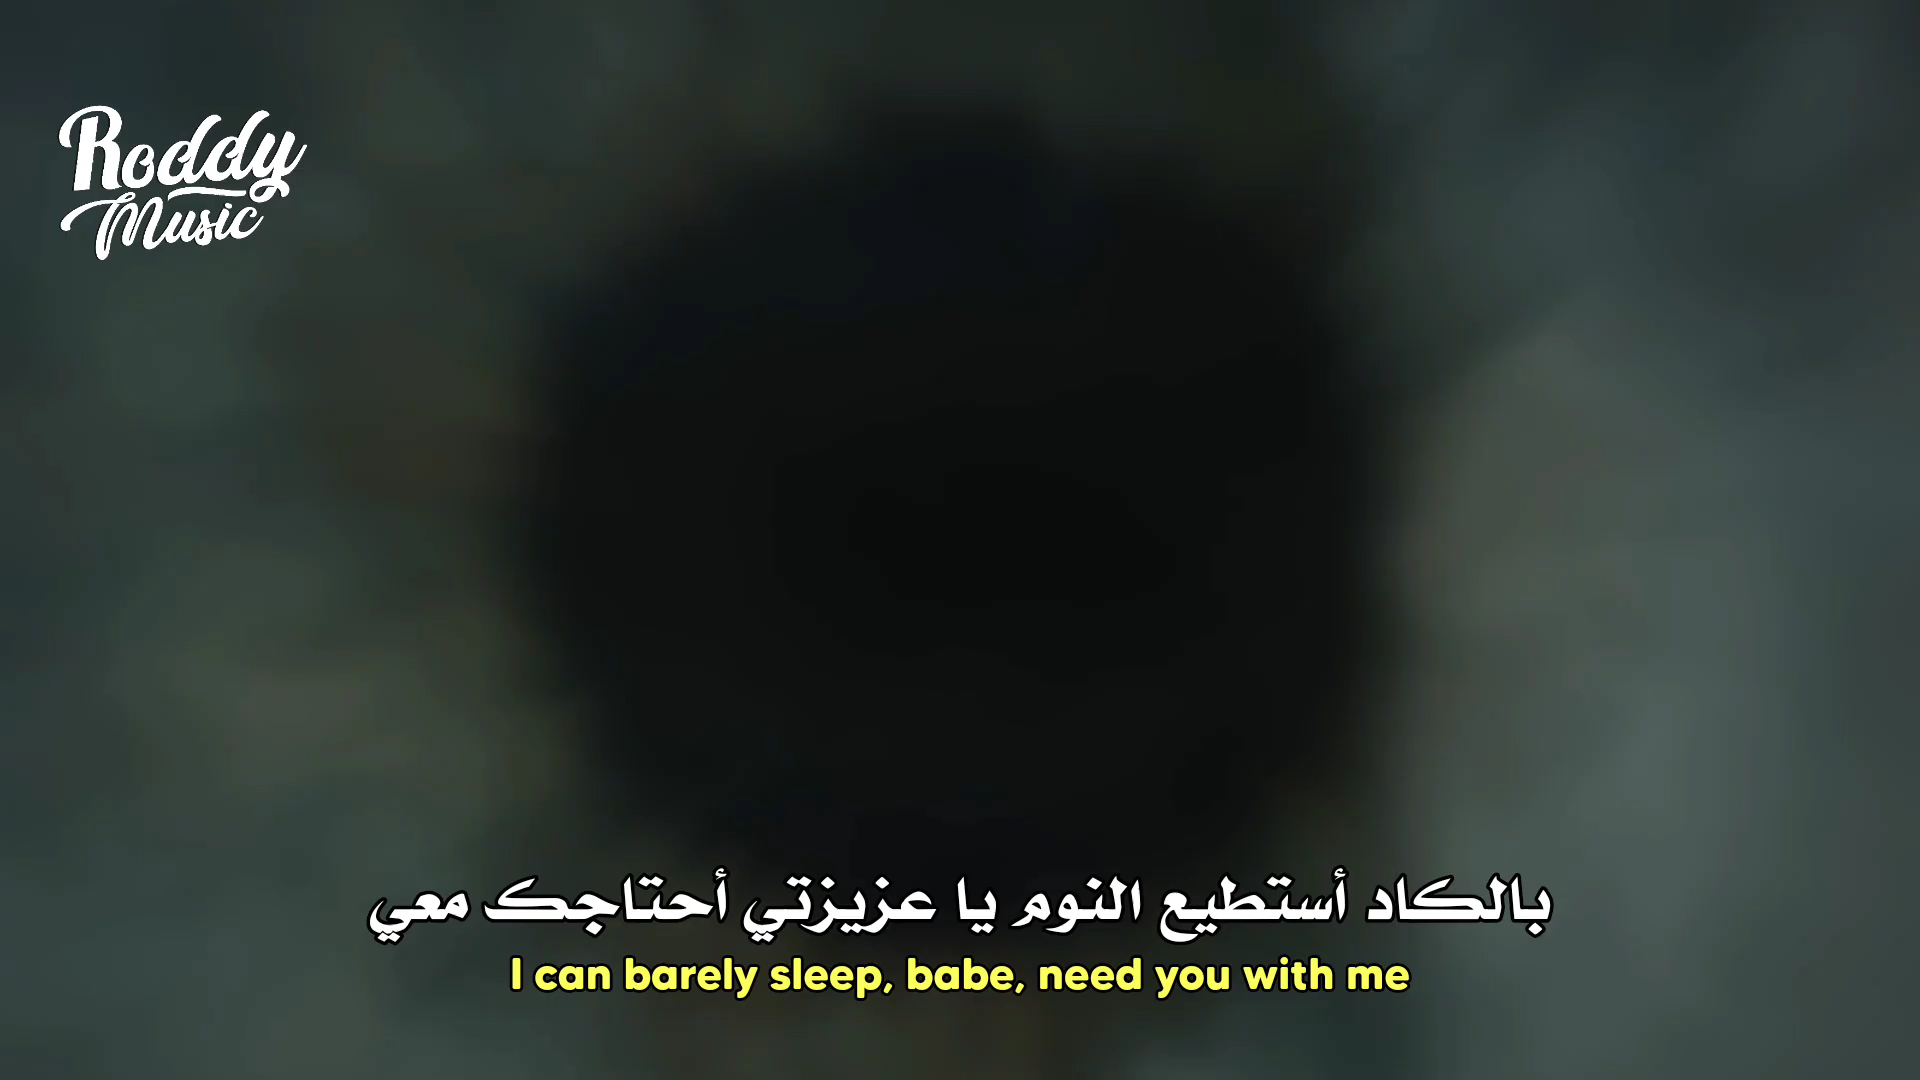 Roddy
Music
بالكاد أستطيع النوم يا عزيزتي أحتاجك معي
I can barely sleep, babe, need you with me